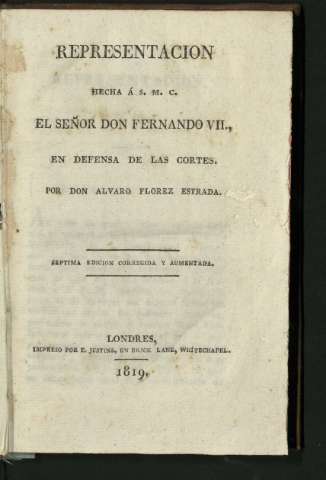 REPRESENTACION
HECHA Á S. M. C.
EL SEÑOR DON FERNANDO VII.,
EN DEFENSA DE LAS CORTES.
POR DON ALVARO FLOREZ ESTRADA.
SEPTIMA EDICION CORREGIDA Y AUMENTADA.
LONDRES,
IMPRESO POR E. JUSTINS, EN BRICK LANE, WHITECHAPEL.
1819.